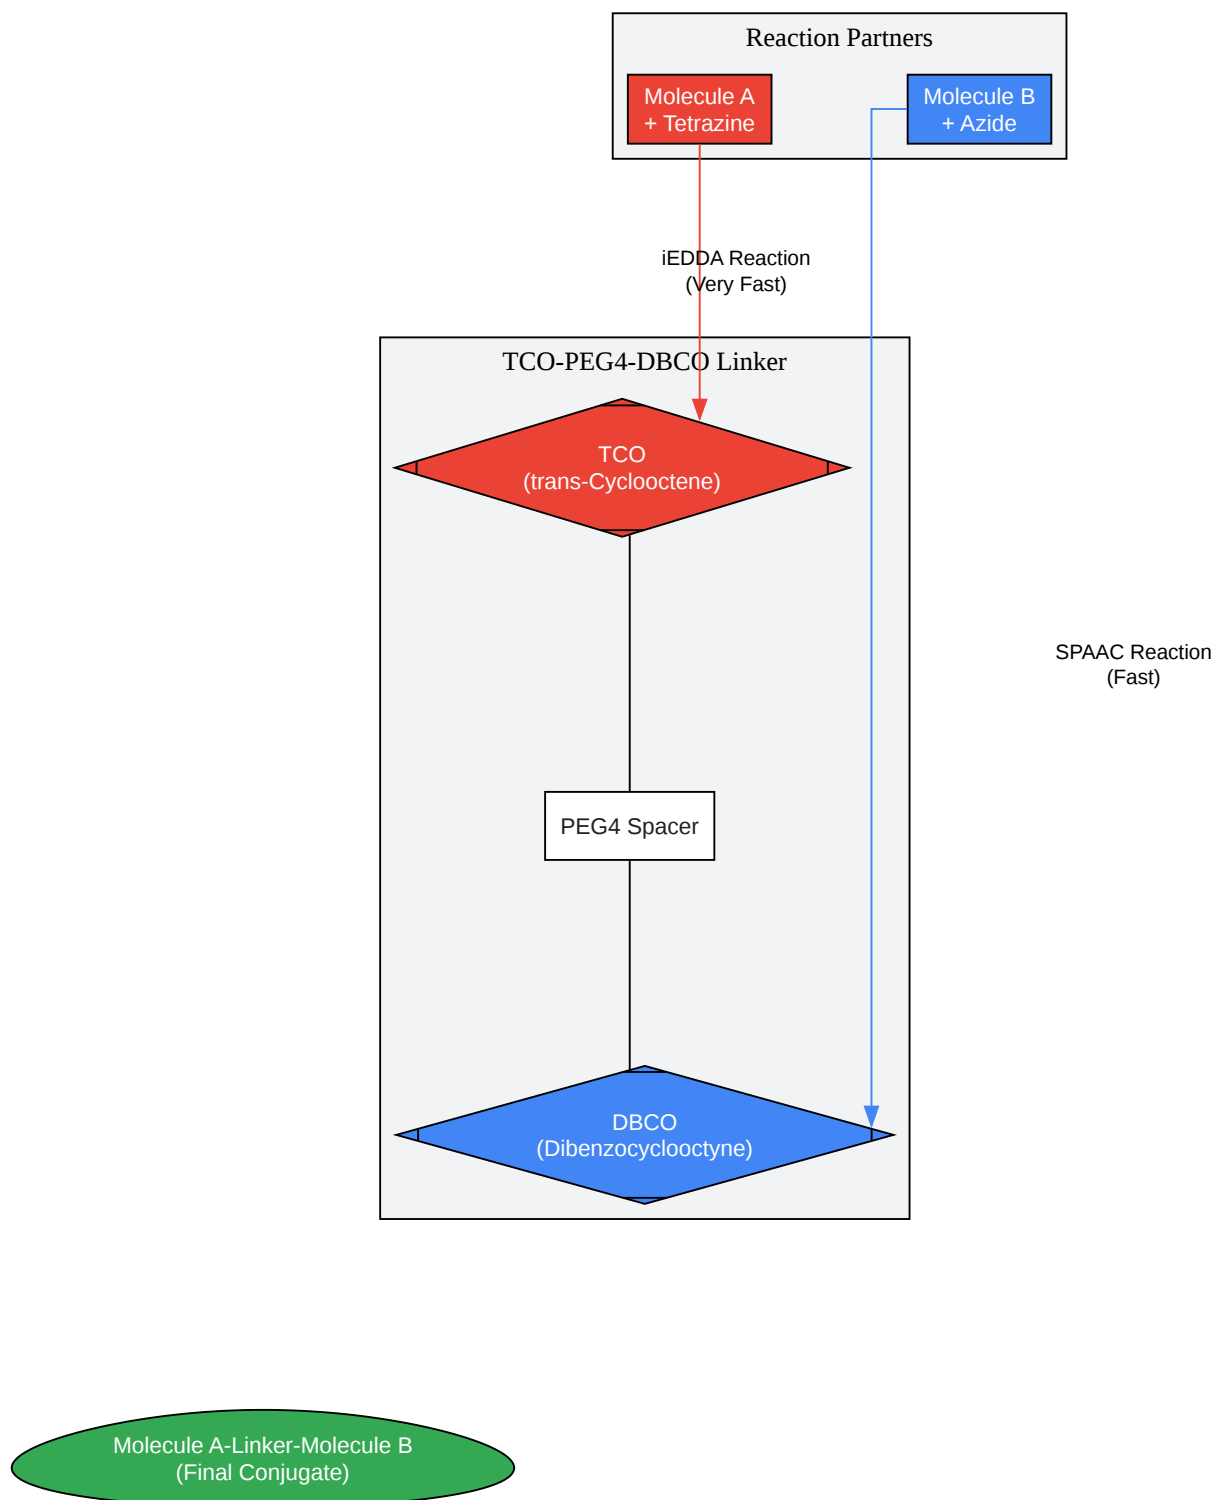 Reaction Partners
Molecule A
+ Tetrazine
Molecule B
+ Azide
iEDDA Reaction
(Very Fast)
TCO-PEG4-DBCO Linker
TCO
(trans-Cyclooctene)
SPAAC Reaction
(Fast)
PEG4 Spacer
DBCO
(Dibenzocyclooctyne)
Molecule A-Linker-Molecule B
(Final Conjugate)